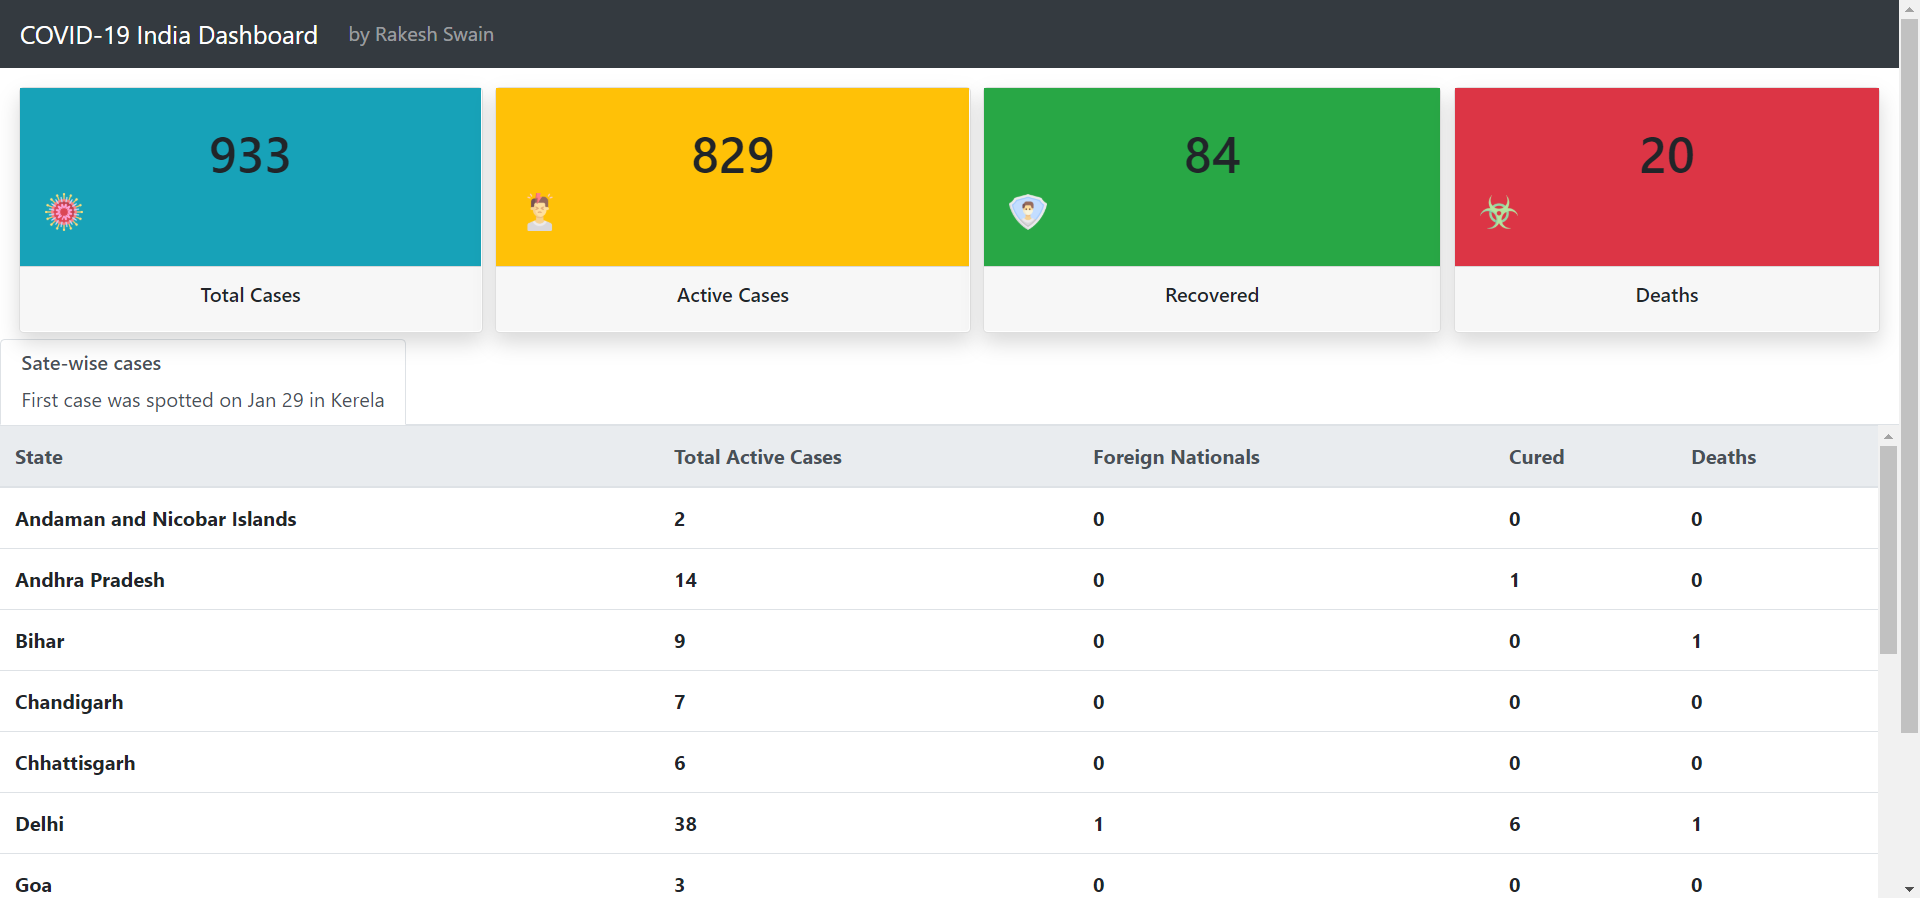 COVID-19 India Dashboard by Rakesh Swain
933 829 84 20
Total Cases Active Cases Recovered Deaths
Sate-wise cases
First case was spotted on Jan 29 in Kerela
State Total Active Cases Foreign Nationals Cured Deaths
Andaman and Nicobar Islands 2 0 0 0
Andhra Pradesh 14 0 1 0
Bihar 9 0 0 1
Chandigarh 7 0 0 0
Chhattisgarh 6 0 0 0
Delhi 38 1 6 1
Goa 3 0 0 0